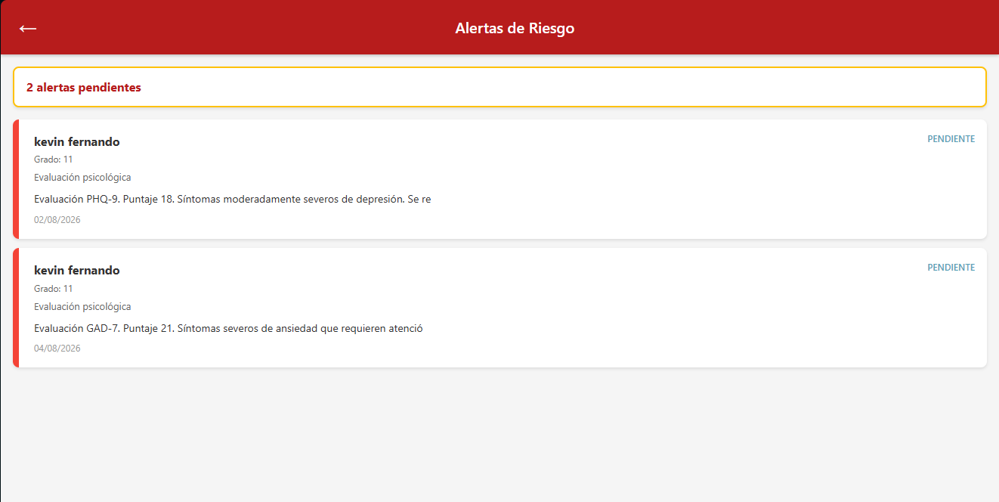 Alertas de Riesgo
2 alertas pendientes
kevin fernando
PENDIENTE
Grado: 11
Evaluación psicológica
Evaluación PHQ-9. Puntaje 18. Síntomas moderadamente severos de depresión. Se re
02/08/2026
kevin fernando
PENDIENTE
Grado: 11
Evaluación psicológica
Evaluación GAD-7. Puntaje 21. Síntomas severos de ansiedad que requieren atenció
04/08/2026